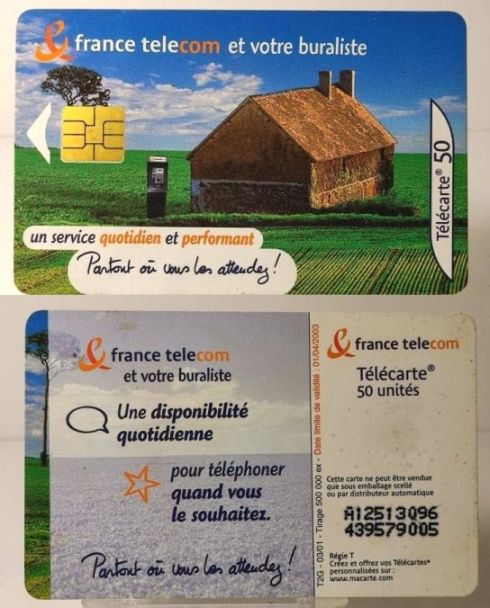 france telecom et votre buraliste
Télécarte® 50
un service quotidien et performant
Partout où vous les attendez !
france telecom
et votre buraliste
Une disponibilité
quotidienne
pour téléphoner
quand vous
le souhaitez.
Partout où vous les attendez !
T2G - 03/01 - Tirage 500 000 ex - Date limite de validité : 01/04/2003
france telecom
Télécarte®
50 unités
Cette carte ne peut être vendue
que sous emballage scellé
ou par distributeur automatique
A12513096
439579005
Régie T
Créez et offrez vos Télécartes*
personnalisées sur :
www.macarte.com